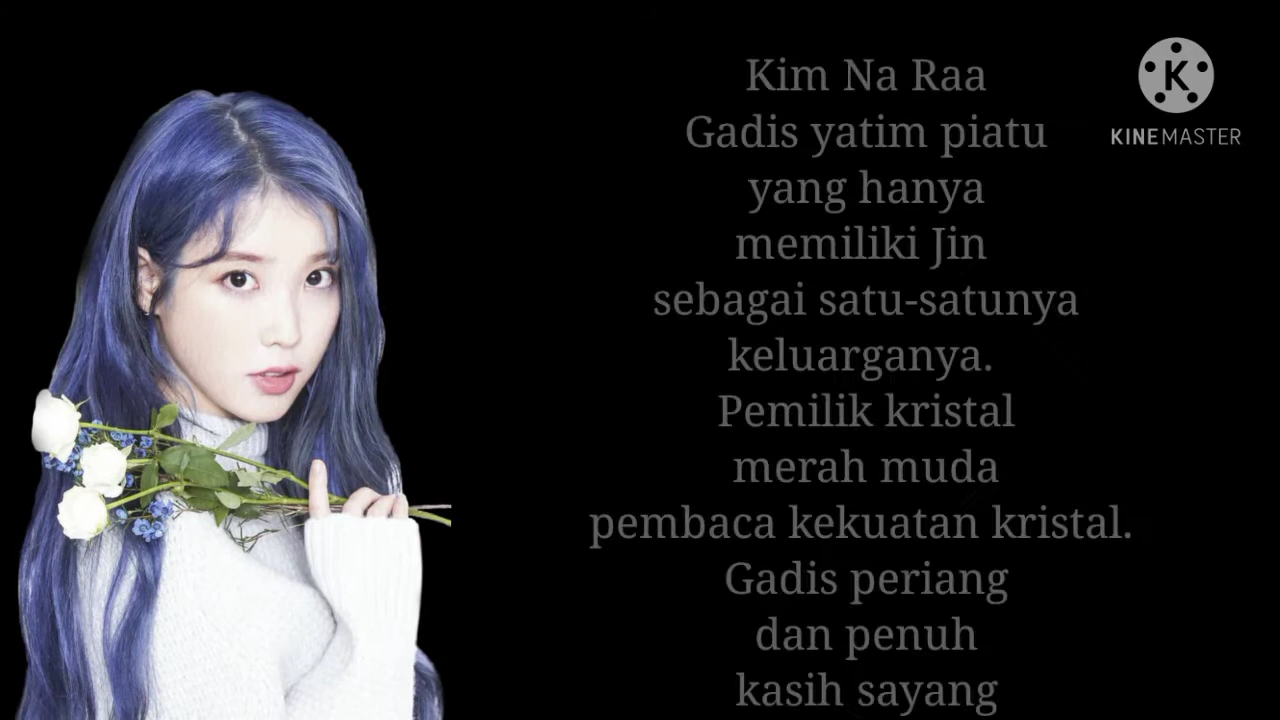 Kim Na Raa
Gadis yatim piatu
yang hanya
memiliki Jin
sebagai satu-satunya
keluarganya.
Pemilik kristal
merah muda
pembaca kekuatan kristal.
Gadis periang
dan penuh
kasih sayang
K
KINEMASTER